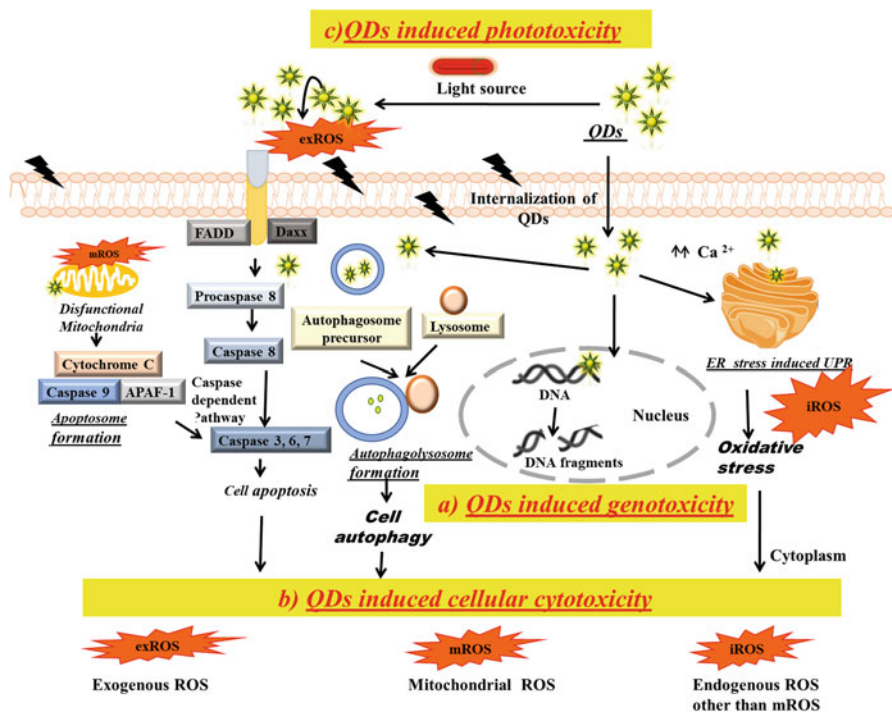 c)QDs induced phototoxicity
Light source
exROS
QDs
Internalization of
QDs
FADD
Daxx
mROS
↑↑ Ca 2+
Disfunctional
Mitochondria
Procaspase 8
Autophagosome
precursor
Lysosome
Caspase 8
Cytochrome C
Caspase 9
APAF-1
Caspase
dependent
Pathway
Apoptosome
formation
Caspase 3, 6, 7
Cell apoptosis
Autophagolysosome
formation
Cell
autophagy
DNA
Nucleus
DNA fragments
ER stress induced UPR
iROS
Oxidative
stress
a) QDs induced genotoxicity
Cytoplasm
b) QDs induced cellular cytotoxicity
exROS
mROS
iROS
Exogenous ROS
Mitochondrial ROS
Endogenous ROS
other than mROS